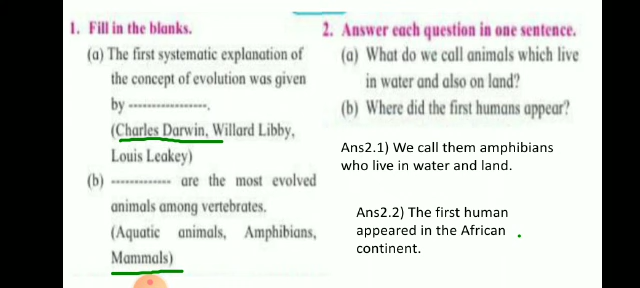 1. Fill in the blanks.
(a) The first systematic explanation of
the concept of evolution was given
by -----------------.
(Charles Darwin, Willard Libby,
Louis Leakey)
(b) ------------- are the most evolved
animals among vertebrates.
(Aquatic animals, Amphibians,
Mammals)
2. Answer each question in one sentence.
(a) What do we call animals which live
in water and also on land?
(b) Where did the first humans appear?
Ans2.1) We call them amphibians
who live in water and land.
Ans2.2) The first human
appeared in the African
continent.